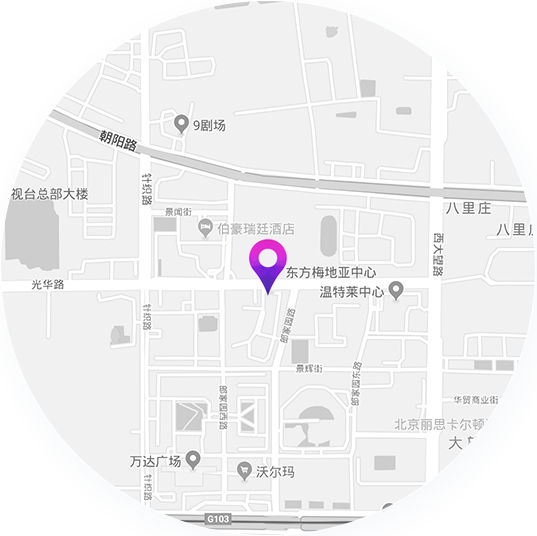 9剧场
朝阳路
针织路
视台总部大楼
八里庄
景闻街
伯豪瑞廷酒店
八里
西大望路
东方梅地亚中心
光华路
温特莱中心
针织路
郎家园路
景辉街
郎家园西路
郎家园东路
华贸商业街
北京丽思卡尔顿
大
万达广场
沃尔玛
针织路
G103